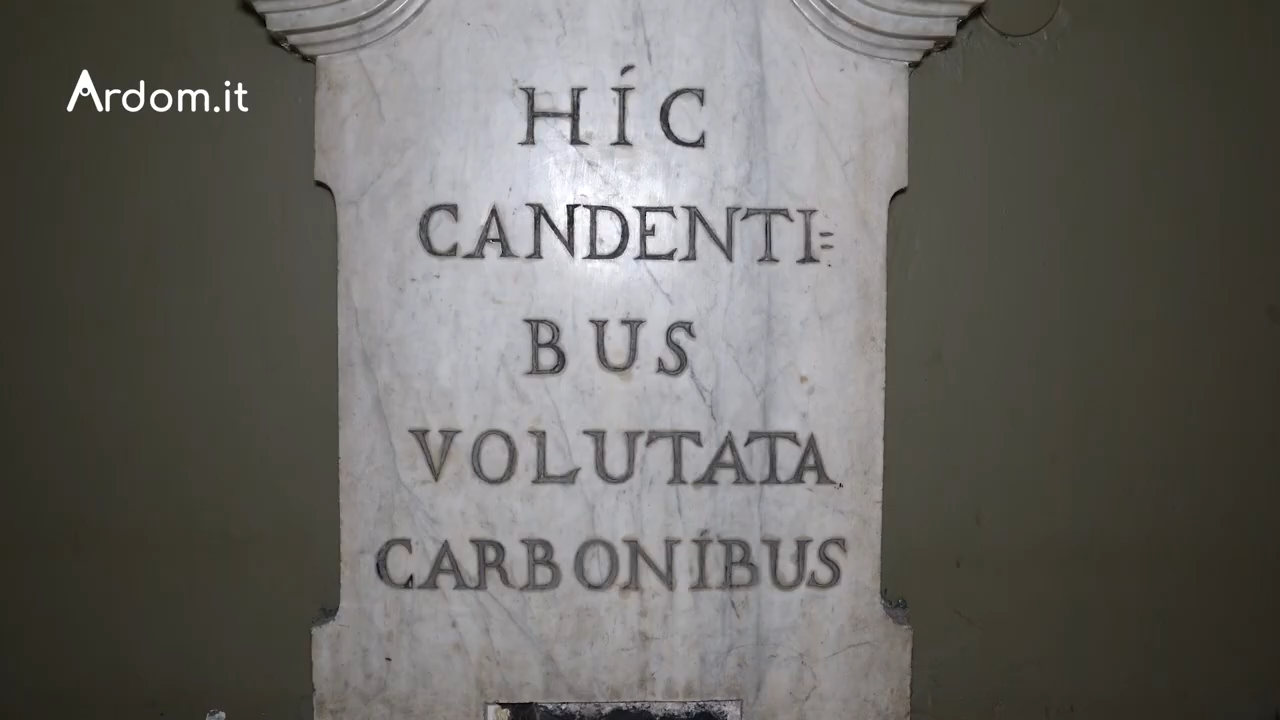 Ardom.it
HÍC
CANDENTI=
BUS
VOLUTATA
CARBONÍBUS